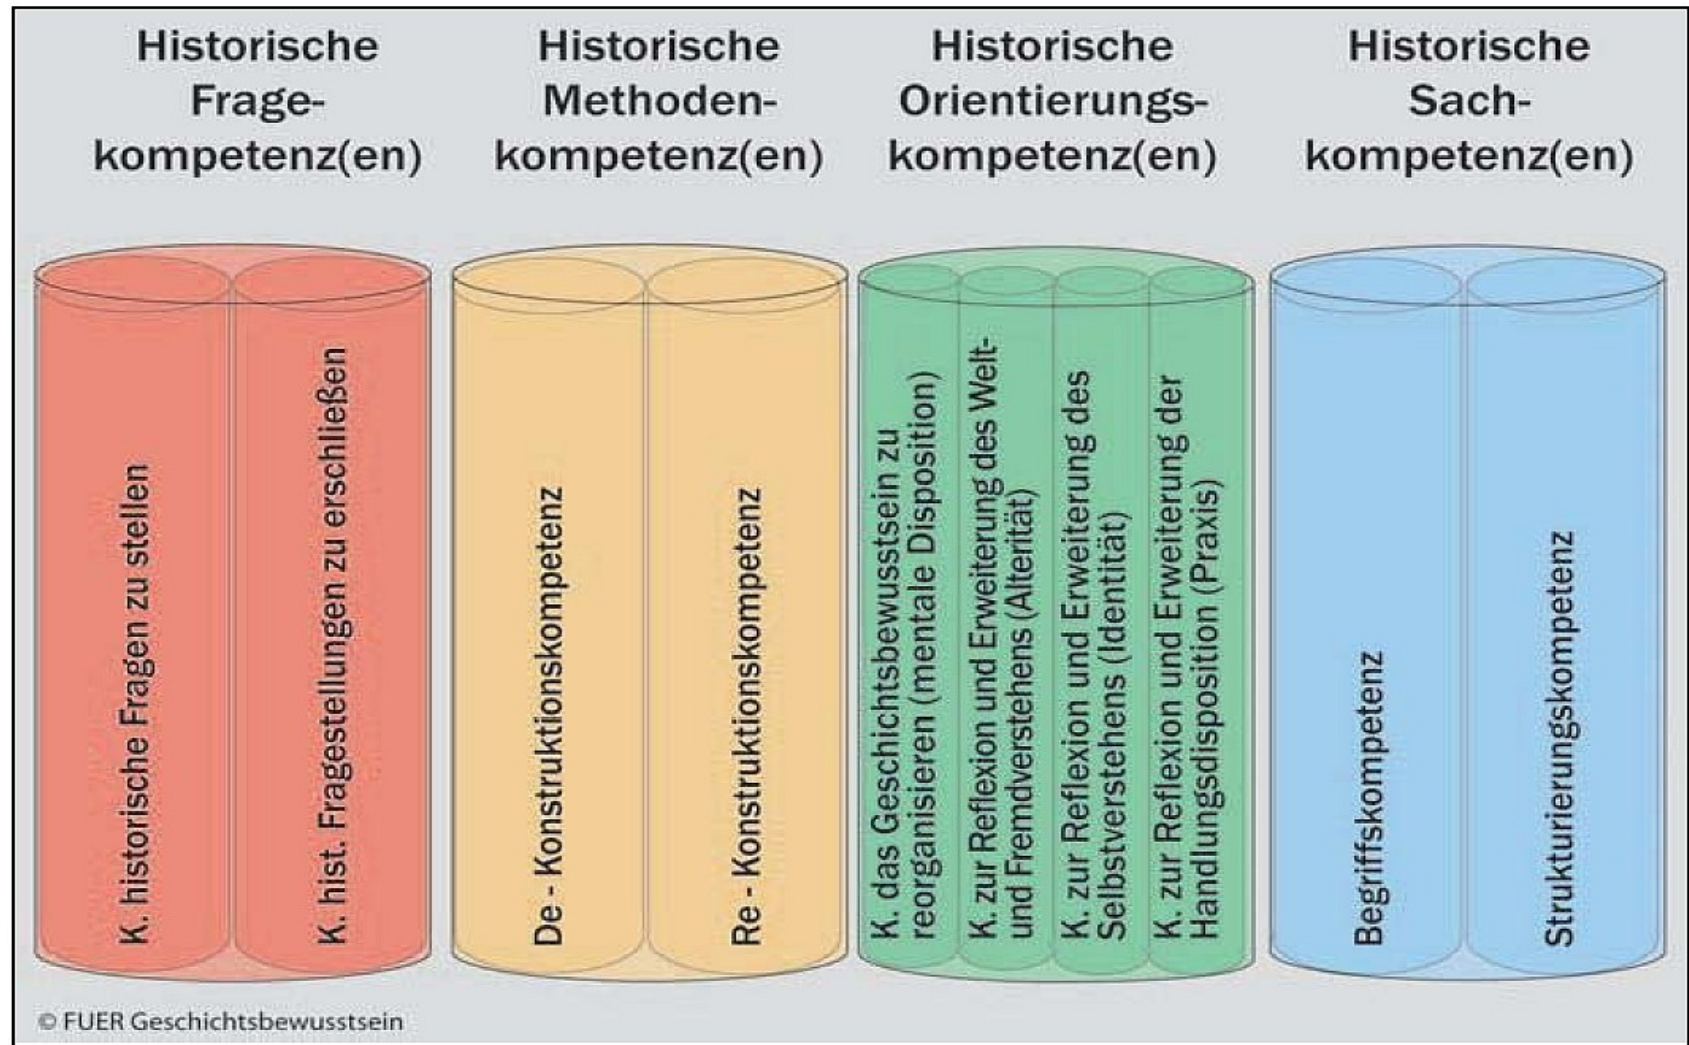 Historische
Frage-
kompetenz(en)
Historische
Methoden-
kompetenz(en)
Historische
Orientierungs-
kompetenz(en)
Historische
Sach-
kompetenz(en)
K. historische Fragen zu stellen
K. hist. Fragestellungen zu erschließen
De - Konstruktionskompetenz
Re - Konstruktionskompetenz
K. das Geschichtsbewusstsein zu
reorganisieren (mentale Disposition)
K. zur Reflexion und Erweiterung des Welt-
und Fremdverstehens (Alterität)
K. zur Reflexion und Erweiterung des
Selbstverstehens (Identität)
K. zur Reflexion und Erweiterung der
Handlungsdisposition (Praxis)
Begriffskompetenz
Strukturierungskompetenz
© FUER Geschichtsbewusstsein